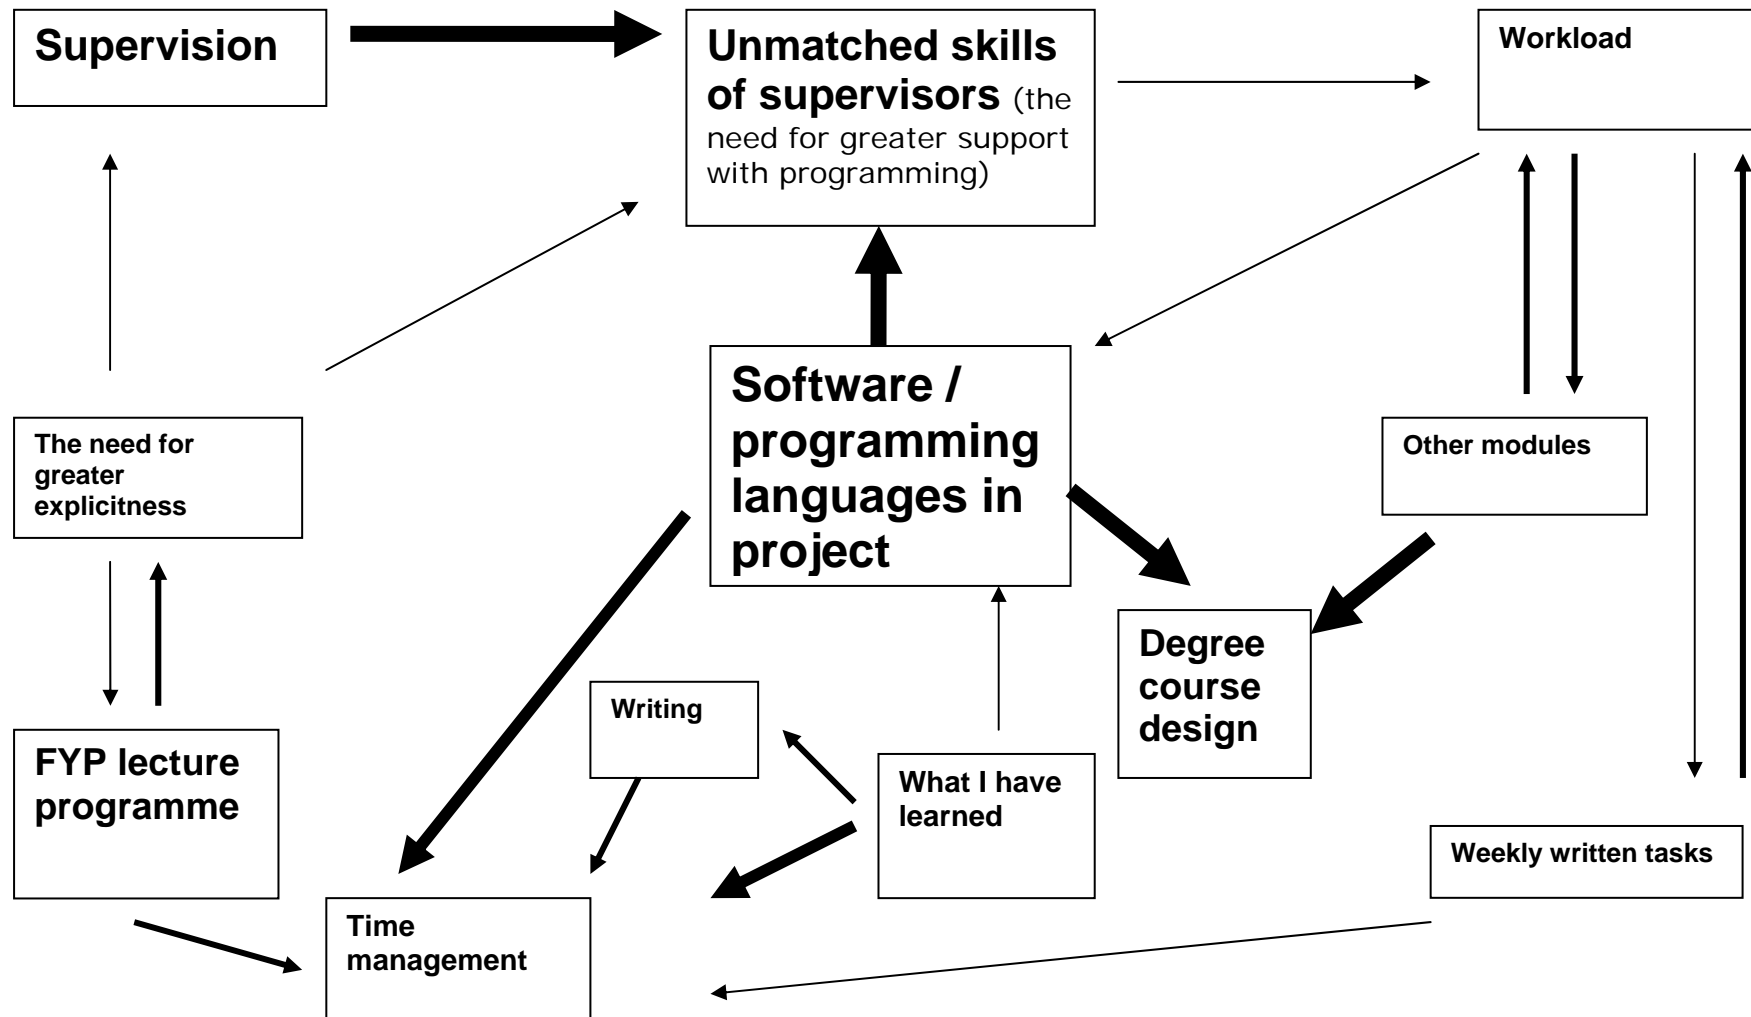 Supervision
Unmatched skills
of supervisors (the
need for greater support
with programming)
Workload
Software /
programming
languages in
project
The need for
greater
explicitness
Other modules
Degree
course
design
Writing
FYP lecture
programme
What I have
learned
Weekly written tasks
Time
management